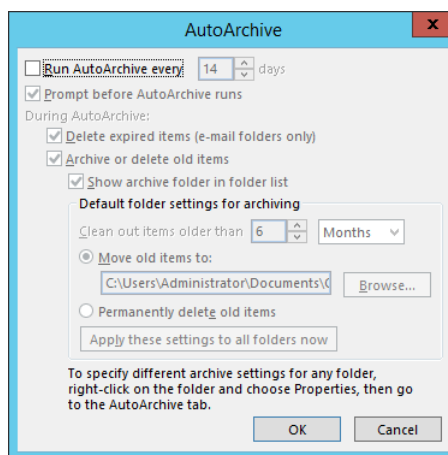 AutoArchive
x
Run AutoArchive every 14 days
Prompt before AutoArchive runs
During AutoArchive:
Delete expired items (e-mail folders only)
Archive or delete old items
Show archive folder in folder list
Default folder settings for archiving
Clean out items older than 6 Months
Move old items to:
C:\Users\Administrator\Documents\ Browse...
Permanently delete old items
Apply these settings to all folders now
To specify different archive settings for any folder,
right-click on the folder and choose Properties, then go
to the AutoArchive tab.
OK Cancel